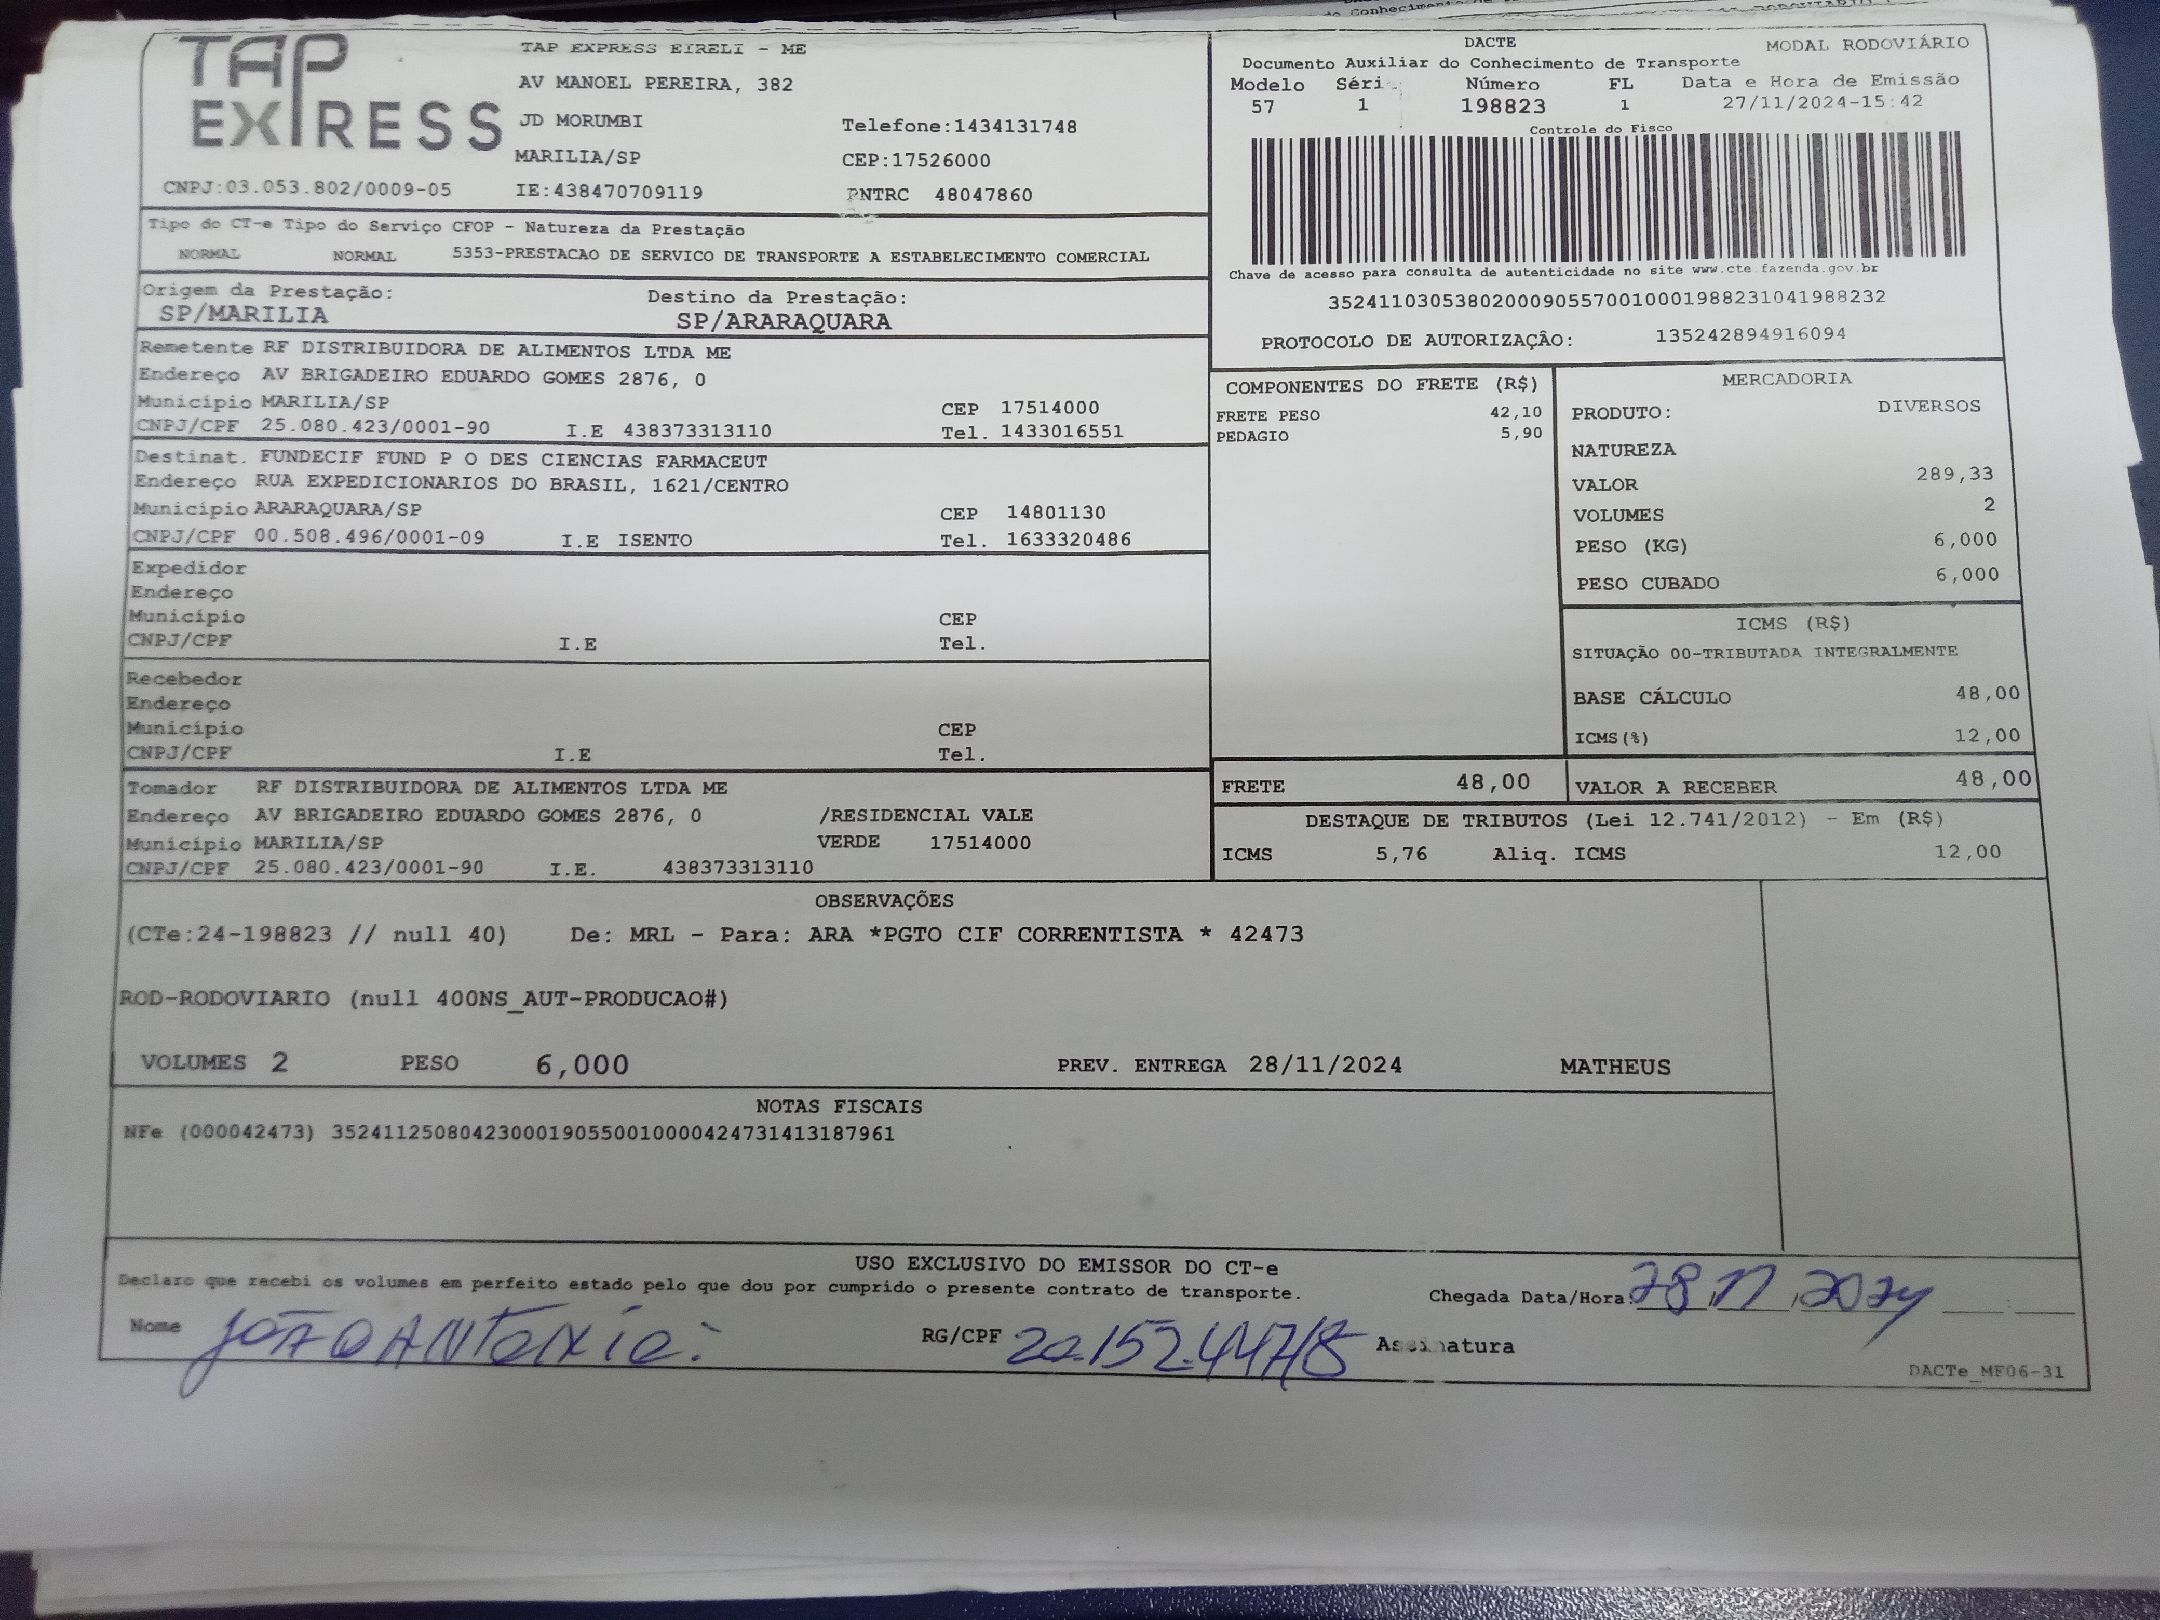 TAP EXPRESS
TAP EXPRESS EIRELI - ME
AV MANOEL PEREIRA, 382
JD MORUMBI
Telefone:1434131748
MARILIA/SP
CEP:17526000
CNPJ:03.053.802/0009-05 IE:438470709119
RNTRC 48047860
Tipo do CT-e Tipo do Serviço CFOP - Natureza da Prestação
NORMAL NORMAL 5353-PRESTACAO DE SERVICO DE TRANSPORTE A ESTABELECIMENTO COMERCIAL
Origem da Prestação: Destino da Prestação:
SP/MARILIA SP/ARARAQUARA
DACTE MODAL RODOVIÁRIO
Documento Auxiliar do Conhecimento de Transporte
Modelo Séri Número FL Data e Hora de Emissão
57 1 198823 1 27/11/2024-15:42
Controle do Fisco
Chave de acesso para consulta de autenticidade no site www.cte.fazenda.gov.br
35241103053802000905570010001988231041988232
PROTOCOLO DE AUTORIZAÇÃO: 135242894916094
Remetente RF DISTRIBUIDORA DE ALIMENTOS LTDA ME
Endereço AV BRIGADEIRO EDUARDO GOMES 2876, 0
Município MARILIA/SP CEP 17514000
CNPJ/CPF 25.080.423/0001-90 I.E 438373313110 Tel. 1433016551
Destinat. FUNDECIF FUND P O DES CIENCIAS FARMACEUT
Endereço RUA EXPEDICIONARIOS DO BRASIL, 1621/CENTRO
Município ARARAQUARA/SP CEP 14801130
CNPJ/CPF 00.508.496/0001-09 I.E ISENTO Tel. 1633320486
Expedidor
Endereço
Município CEP
CNPJ/CPF I.E Tel.
Recebedor
Endereço
Município CEP
CNPJ/CPF I.E Tel.
Tomador RF DISTRIBUIDORA DE ALIMENTOS LTDA ME
Endereço AV BRIGADEIRO EDUARDO GOMES 2876, 0 /RESIDENCIAL VALE
Município MARILIA/SP VERDE 17514000
CNPJ/CPF 25.080.423/0001-90 I.E. 438373313110
COMPONENTES DO FRETE (R$)
FRETE PESO 42,10
PEDAGIO 5,90
MERCADORIA
PRODUTO: DIVERSOS
NATUREZA
VALOR 289,33
VOLUMES 2
PESO (KG) 6,000
PESO CUBADO 6,000
ICMS (R$)
SITUAÇÃO 00-TRIBUTADA INTEGRALMENTE
BASE CÁLCULO 48,00
ICMS(%) 12,00
FRETE 48,00 VALOR A RECEBER 48,00
DESTAQUE DE TRIBUTOS (Lei 12.741/2012) - Em (R$)
ICMS 5,76 Aliq. ICMS 12,00
OBSERVAÇÕES
(CTe:24-198823 // null 40) De: MRL - Para: ARA *PGTO CIF CORRENTISTA * 42473
ROD-RODOVIARIO (null 400NS_AUT-PRODUCAO#)
VOLUMES 2 PESO 6,000 PREV. ENTREGA 28/11/2024 MATHEUS
NOTAS FISCAIS
NFe (000042473) 35241125080423000190550010000424731413187961
USO EXCLUSIVO DO EMISSOR DO CT-e
Declaro que recebi os volumes em perfeito estado pelo que dou por cumprido o presente contrato de transporte.
Chegada Data/Hora: 28,11,2024
Nome JOÃO ANTONIO RG/CPF 20.152.447/8 Assinatura
DACTe_MF06-31